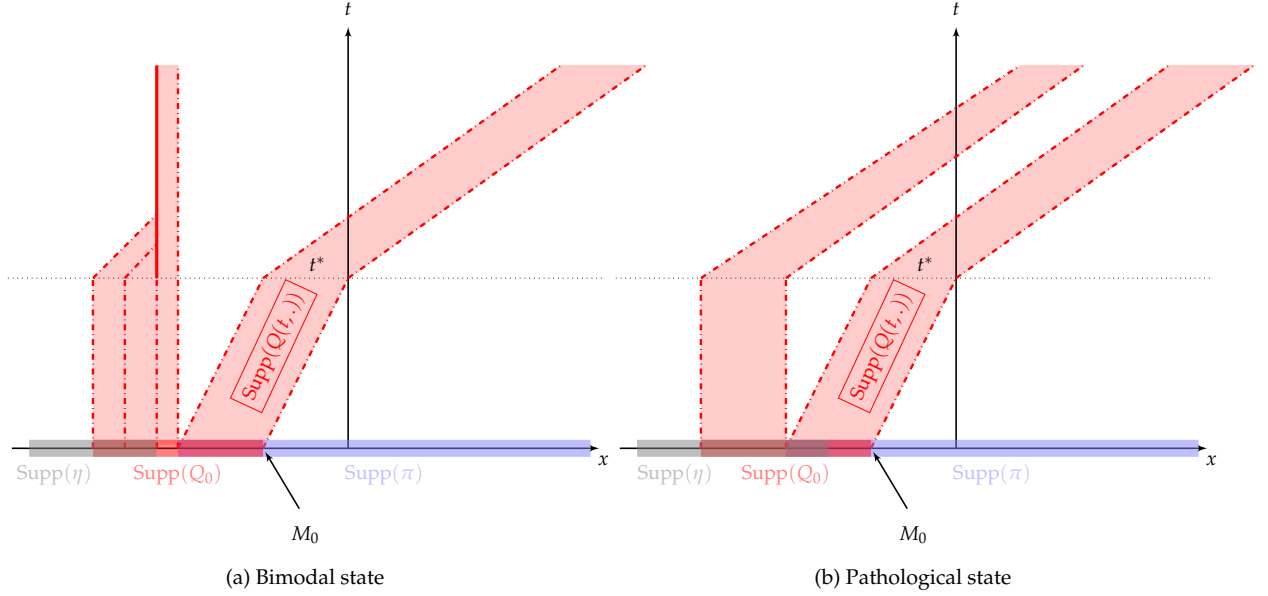 t
t*
Supp(Q(t, .))
Supp(η)
Supp(Q₀)
Supp(π)
x
M₀
(a) Bimodal state
t
t*
Supp(Q(t, .))
Supp(η)
Supp(Q₀)
Supp(π)
x
M₀
(b) Pathological state